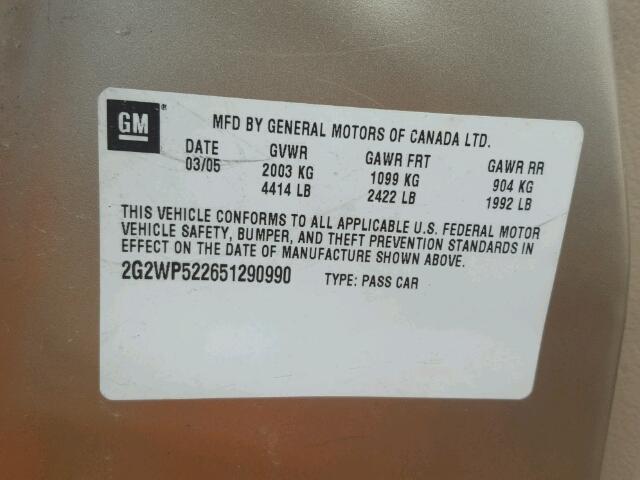 GM ®
MFD BY GENERAL MOTORS OF CANADA LTD.
DATE GVWR GAWR FRT GAWR RR
03/05 2003 KG 1099 KG 904 KG
4414 LB 2422 LB 1992 LB
THIS VEHICLE CONFORMS TO ALL APPLICABLE U.S. FEDERAL MOTOR
VEHICLE SAFETY, BUMPER, AND THEFT PREVENTION STANDARDS IN
EFFECT ON THE DATE OF MANUFACTURE SHOWN ABOVE.
2G2WP522651290990 TYPE: PASS CAR